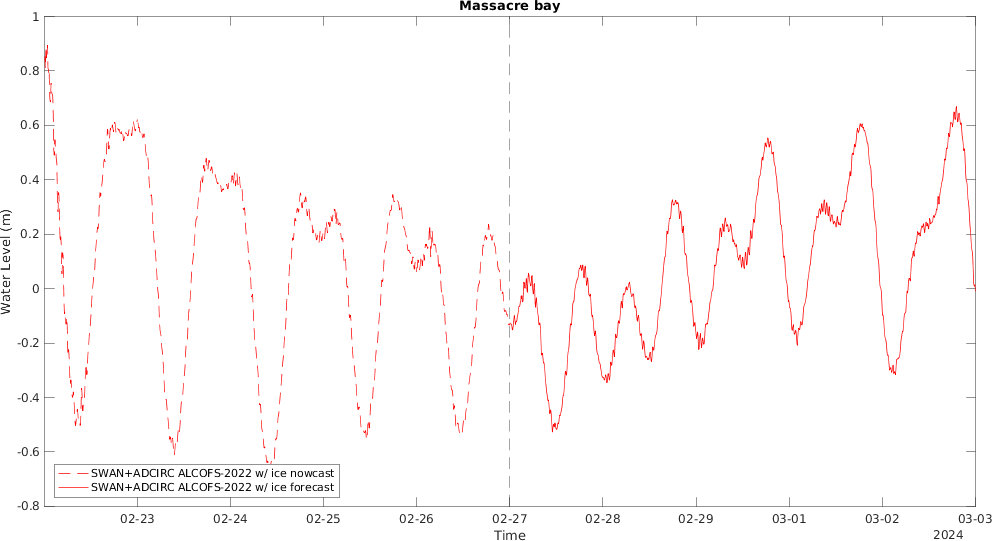 Massacre bay
1
0.8
0.6
0.4
0.2
0
-0.2
-0.4
-0.6
-0.8
Water Level (m)
SWAN+ADCIRC ALCOFS-2022 w/ ice nowcast
SWAN+ADCIRC ALCOFS-2022 w/ ice forecast
02-23 02-24 02-25 02-26 02-27 02-28 02-29 03-01 03-02 03-03
Time
2024